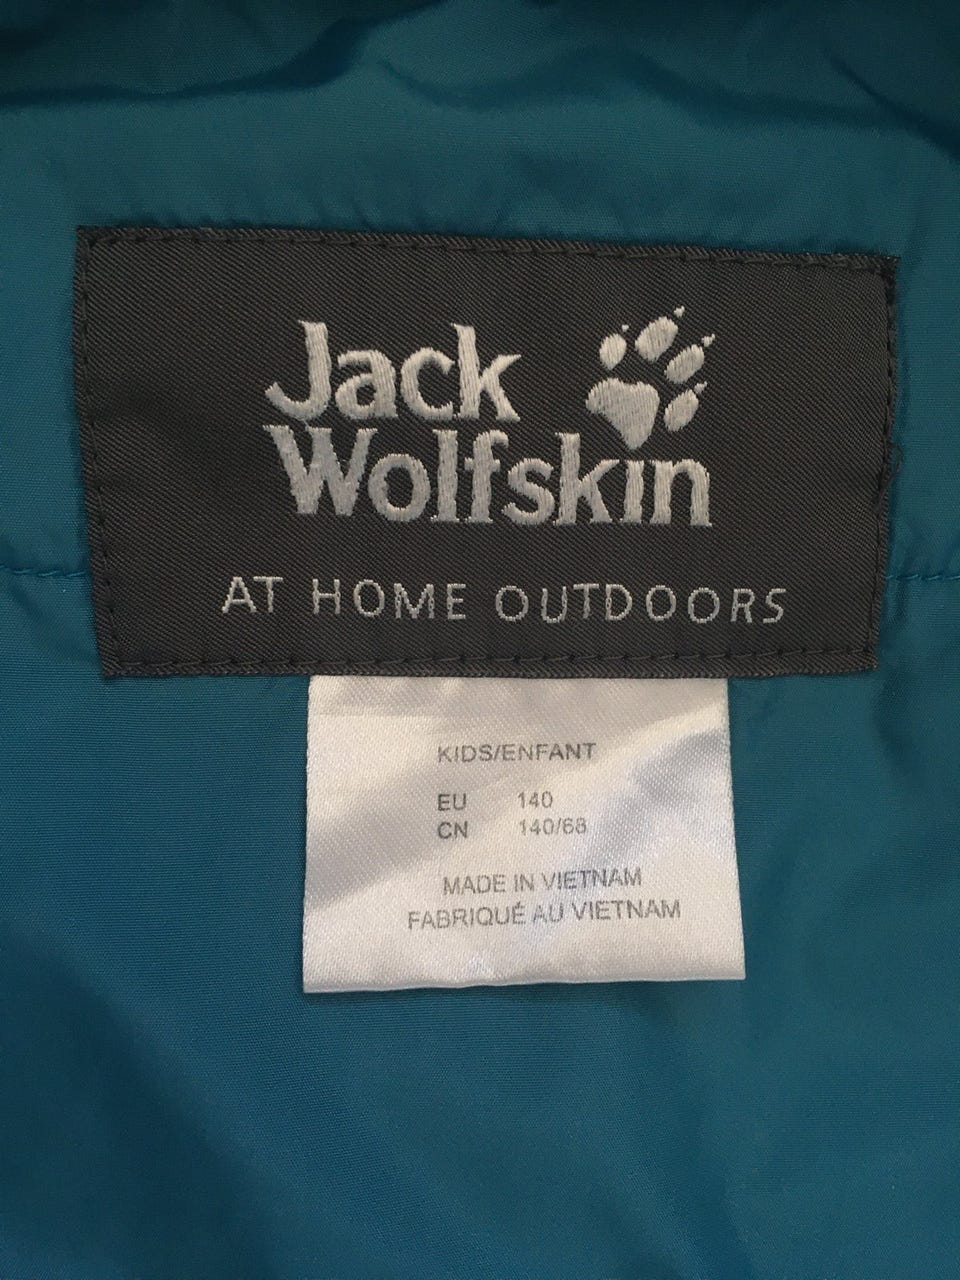 Jack
Wolfskin
AT HOME OUTDOORS
KIDS/ENFANT
EU 140
CN 140/68
MADE IN VIETNAM
FABRIQUÉ AU VIETNAM